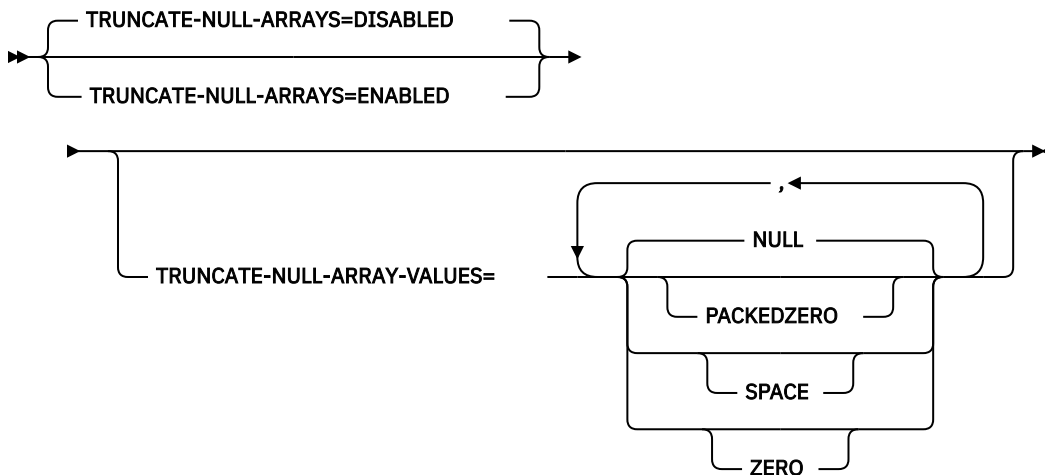 TRUNCATE-NULL-ARRAYS=DISABLED
TRUNCATE-NULL-ARRAYS=ENABLED
,
NULL
TRUNCATE-NULL-ARRAY-VALUES=
PACKEDZERO
SPACE
ZERO